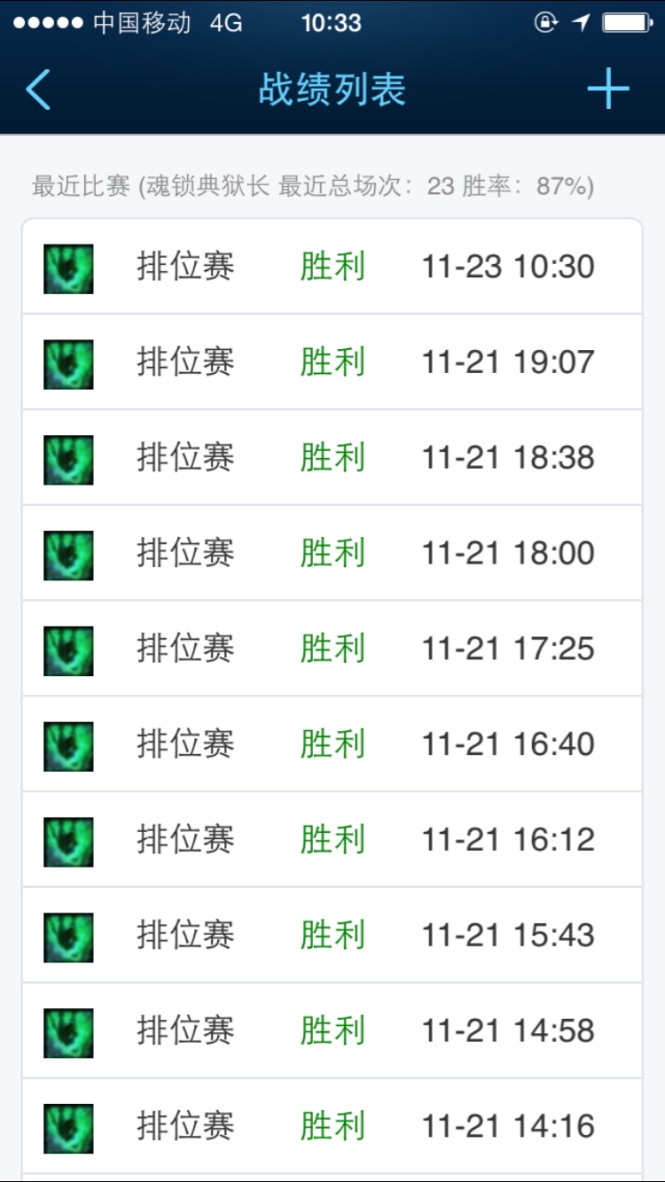 中国移动 4G 10:33
战绩列表
最近比赛 (魂锁典狱长 最近总场次：23 胜率：87%)
排位赛 胜利 11-23 10:30
排位赛 胜利 11-21 19:07
排位赛 胜利 11-21 18:38
排位赛 胜利 11-21 18:00
排位赛 胜利 11-21 17:25
排位赛 胜利 11-21 16:40
排位赛 胜利 11-21 16:12
排位赛 胜利 11-21 15:43
排位赛 胜利 11-21 14:58
排位赛 胜利 11-21 14:16